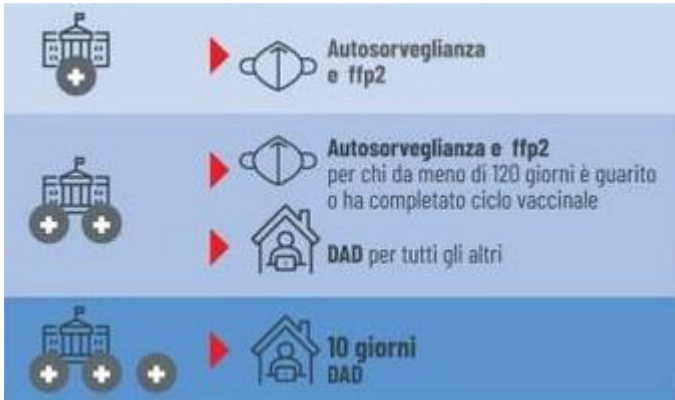 Autosorveglianza
e ffp2
Autosorveglianza e ffp2
per chi da meno di 120 giorni è guarito
o ha completato ciclo vaccinale
DAD per tutti gli altri
10 giorni
DAD